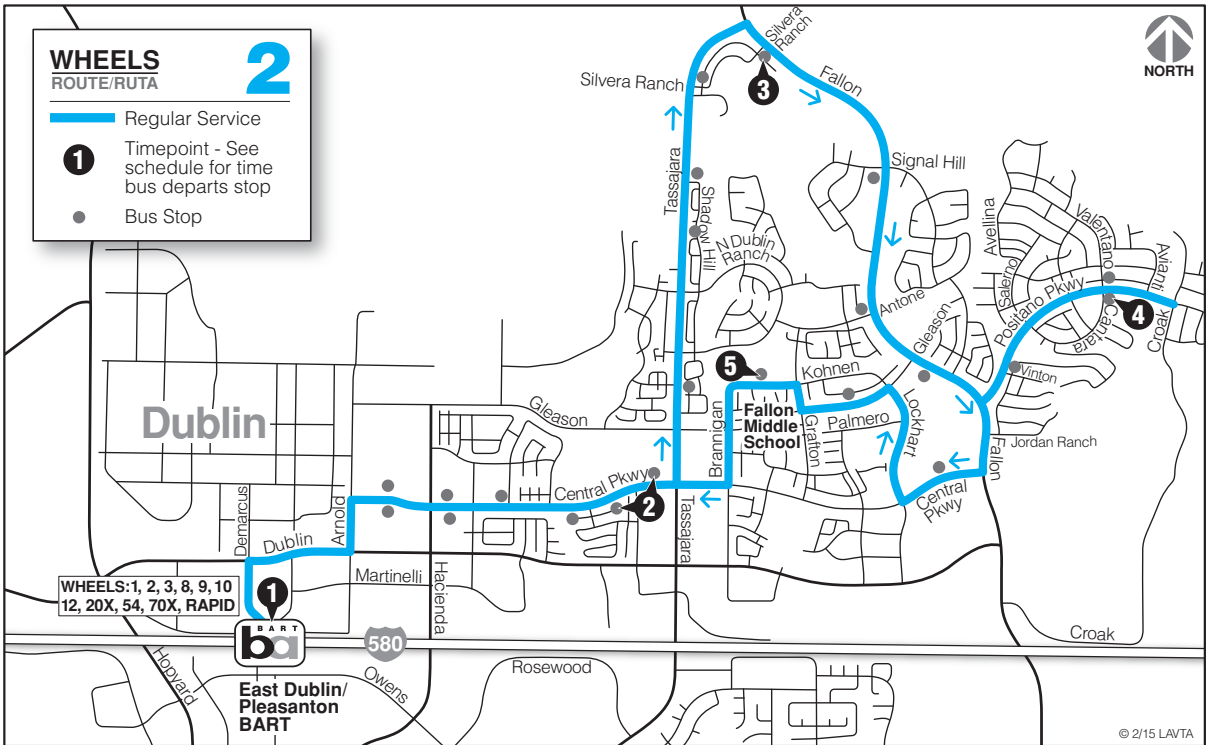 WHEELS
ROUTE/RUTA
2
Regular Service
1
Timepoint - See
schedule for time
bus departs stop
Bus Stop
NORTH
Silvera
Ranch
Silvera Ranch
3
Fallon
Tassajara
Shadow Hill
N Dublin
Ranch
Signal Hill
Antone
Gleason
Avellina
Salerno
Valentano
Avianti
Positano Pkwy
Cantara
Croak
4
Vinton
5
Kohnen
Fallon
Middle
School
Brannigan
Grafton
Palmero
Lockhart
Fallon
Jordan Ranch
Central
Pkwy
Dublin
Gleason
Central Pkwy
2
Tassajara
Demarcus
Arnold
Dublin
Martinelli
Hacienda
WHEELS:1, 2, 3, 8, 9, 10
12, 20X, 54, 70X, RAPID
1
BART
ba
580
Croak
Hopyard
East Dublin/
Pleasanton
BART
Owens
Rosewood
© 2/15 LAVTA